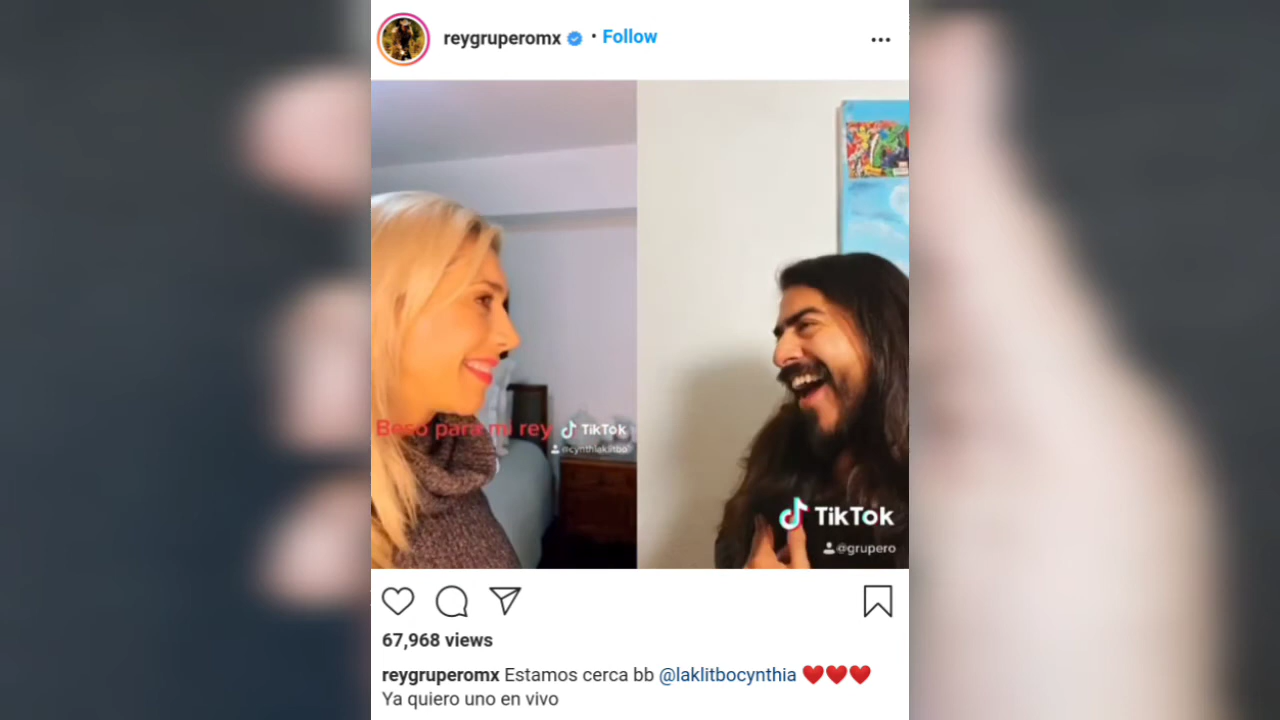 reygruperomx • Follow
Beso para mi rey
TikTok
@cynthiaklitbo
TikTok
@grupero
67,968 views
reygruperomx Estamos cerca bb @laklitbocynthia ❤️❤️❤️
Ya quiero uno en vivo